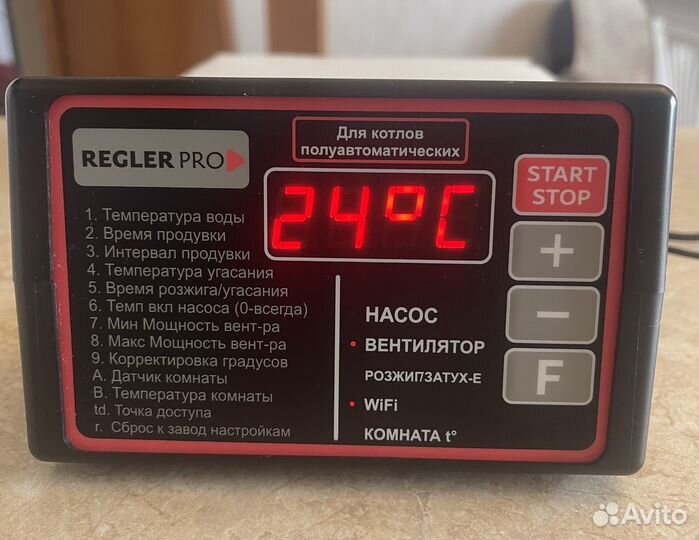 REGLER PRO
Для котлов
полуавтоматических
24°C
START
STOP
+
−
F
1. Температура воды
2. Время продувки
3. Интервал продувки
4. Температура угасания
5. Время розжига/угасания
6. Темп вкл насоса (0-всегда)
7. Мин Мощность вент-ра
8. Макс Мощность вент-ра
9. Корректировка градусов
A. Датчик комнаты
B. Температура комнаты
td. Точка доступа
r. Сброс к завод настройкам
НАСОС
ВЕНТИЛЯТОР
РОЗЖИГ/ЗАТУХ-Е
WiFi
КОМНАТА t°
Avito